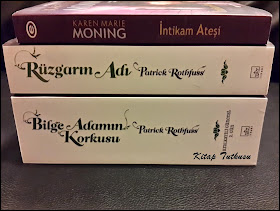 KAREN MARIE
MONING
İntikam Ateşi
Rüzgarın Adı
Patrick Rothfuss
Bilge Adamın
Korkusu
Patrick Rothfuss
Kitap Tutkusu